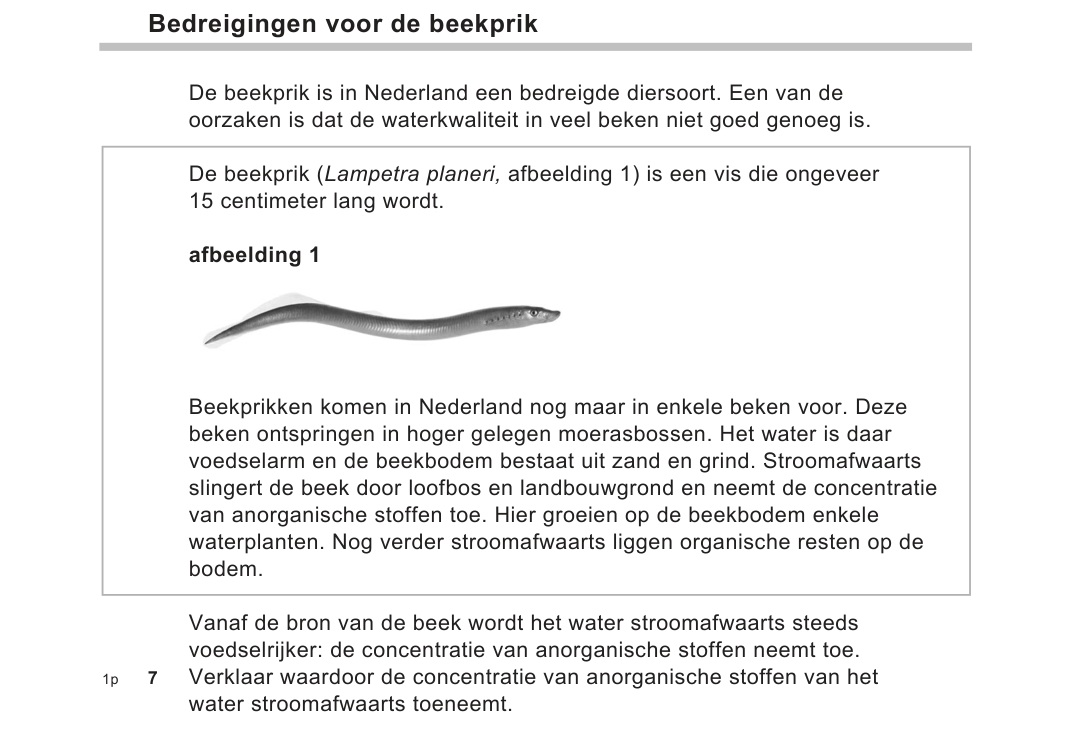 Bedreigingen voor de beekprik
De beekprik is in Nederland een bedreigde diersoort. Een van de
oorzaken is dat de waterkwaliteit in veel beken niet goed genoeg is.
De beekprik (Lampetra planeri, afbeelding 1) is een vis die ongeveer
15 centimeter lang wordt.
afbeelding 1
Beekprikken komen in Nederland nog maar in enkele beken voor. Deze
beken ontspringen in hoger gelegen moerasbossen. Het water is daar
voedselarm en de beekbodem bestaat uit zand en grind. Stroomafwaarts
slingert de beek door loofbos en landbouwgrond en neemt de concentratie
van anorganische stoffen toe. Hier groeien op de beekbodem enkele
waterplanten. Nog verder stroomafwaarts liggen organische resten op de
bodem.
Vanaf de bron van de beek wordt het water stroomafwaarts steeds
voedselrijker: de concentratie van anorganische stoffen neemt toe.
1p 7 Verklaar waardoor de concentratie van anorganische stoffen van het
water stroomafwaarts toeneemt.